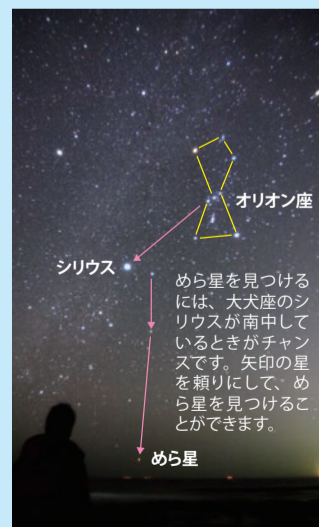 オリオン座
シリウス
めら星を見つける
には、大犬座のシ
リウスが南中して
いるときがチャン
スです。矢印の星
を頼りにして、め
ら星を見つけるこ
とができます。
めら星